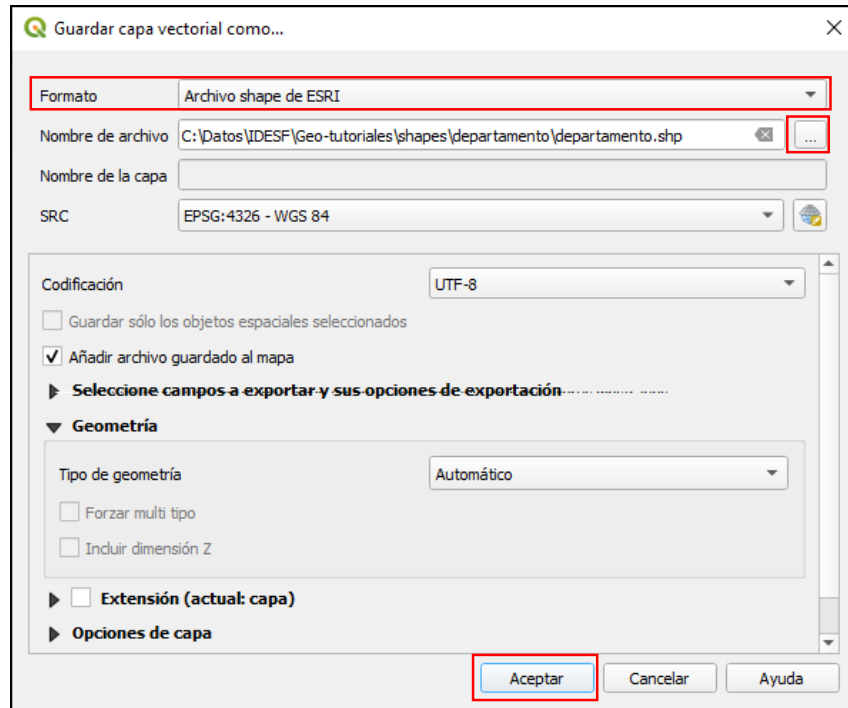 Guardar capa vectorial como...
Formato Archivo shape de ESRI
Nombre de archivo C:\Datos\IDESF\Geo-tutoriales\shapes\departamento\departamento.shp ...
Nombre de la capa
SRC EPSG:4326 - WGS 84
Codificación UTF-8
Guardar sólo los objetos espaciales seleccionados
Añadir archivo guardado al mapa
Seleccione campos a exportar y sus opciones de exportación
Geometría
Tipo de geometría Automático
Forzar multi tipo
Incluir dimensión Z
Extensión (actual: capa)
Opciones de capa
Aceptar Cancelar Ayuda